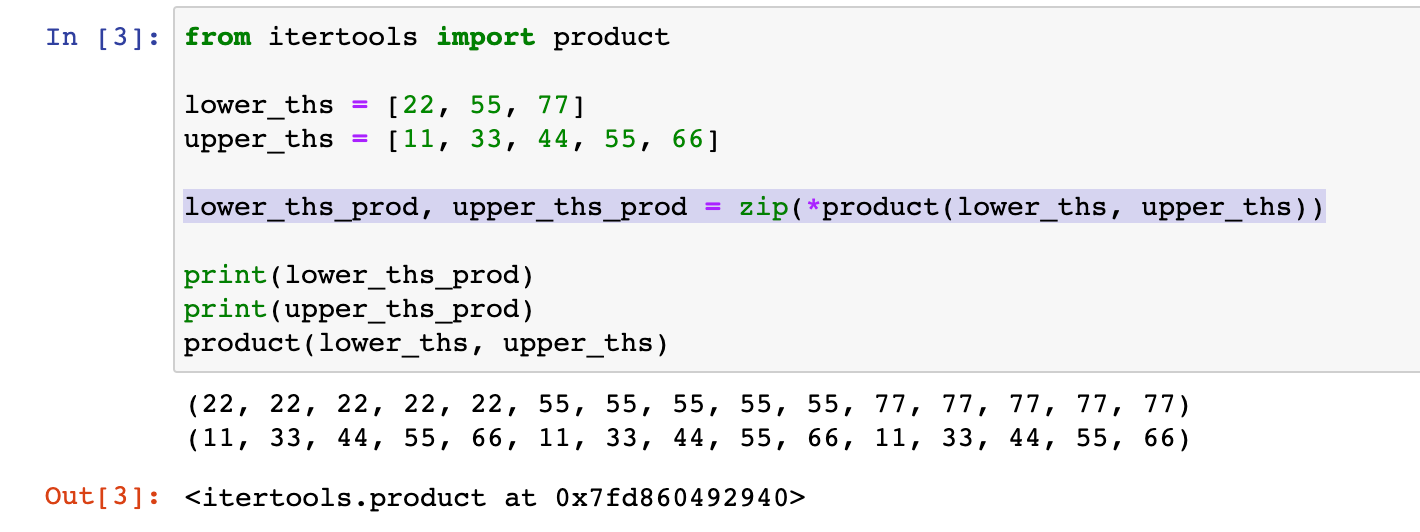 In [3]: from itertools import product
lower_ths = [22, 55, 77]
upper_ths = [11, 33, 44, 55, 66]
lower_ths_prod, upper_ths_prod = zip(*product(lower_ths, upper_ths))
print(lower_ths_prod)
print(upper_ths_prod)
product(lower_ths, upper_ths)
(22, 22, 22, 22, 22, 55, 55, 55, 55, 55, 77, 77, 77, 77, 77)
(11, 33, 44, 55, 66, 11, 33, 44, 55, 66, 11, 33, 44, 55, 66)
Out[3]: <itertools.product at 0x7fd860492940>